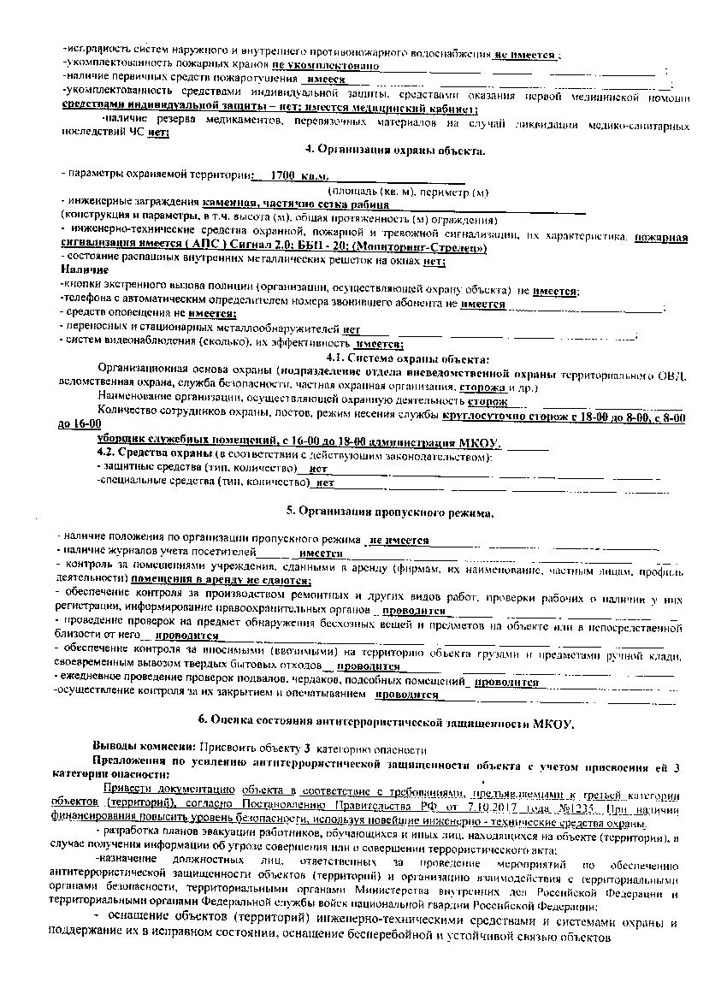 -исправность систем наружного и внутреннего противопожарного водоснабжения не имеется ;
-укомплектованность пожарных кранов не укомплектовано ;
-наличие первичных средств пожаротушения имееся ;
-укомплектованность средствами индивидуальной защиты, средствами оказания первой медицинской помощи
средствами индивидуальной защиты – нет; имеется медицинский кабинет;
-наличие резерва медикаментов, перевязочных материалов на случай ликвидации медико-санитарных
последствий ЧС нет;
4. Организация охраны объекта.
- параметры охраняемой территории: 1700 кв.м.
(площадь (кв. м), периметр (м)
- инженерные заграждения каменная, частично сетка рабица
(конструкция и параметры, в т.ч. высота (м), общая протяженность (м) ограждения)
- инженерно-технические средства охранной, пожарной и тревожной сигнализации, их характеристика, пожарная
сигнализация имеется ( АПС ) Сигнал 2.0; ББП - 20; (Мониторинг-Стрелец»)
- состояние распашных внутренних металлических решеток на окнах нет;
Наличие
-кнопки экстренного вызова полиции (организации, осуществляющей охрану объекта) не имеется;
-телефона с автоматическим определителем номера звонившего абонента не имеется ;
- средств оповещения не имеется;
- переносных и стационарных металлообнаружителей нет ;
- систем видеонаблюдения (сколько), их эффективность имеется;
4.1. Система охраны объекта:
Организационная основа охраны (подразделение отдела вневедомственной охраны территориального ОВД,
ведомственная охрана, служба безопасности, частная охранная организация, сторожа и др.)
Наименование организации, осуществляющей охранную деятельность сторож
Количество сотрудников охраны, постов, режим несения службы круглосуточно сторож с 18-00 до 8-00, с 8-00
до 16-00
уборщик служебных помещений, с 16-00 до 18-00 администрация МКОУ.
4.2. Средства охраны (в соответствии с действующим законодательством):
- защитные средства (тип, количество) нет
-специальные средства (тип, количество) нет
5. Организация пропускного режима.
- наличие положения по организации пропускного режима не имеется
- наличие журналов учета посетителей имеется
- контроль за помещениями учреждения, сданными в аренду (фирмам, их наименование, частным лицам, профиль
деятельности) помещения в аренду не сдаются;
- обеспечение контроля за производством ремонтных и других видов работ, проверки рабочих о наличии у них
регистрации, информирование правоохранительных органов проводится
- проведение проверок на предмет обнаружения бесхозных вещей и предметов на объекте или в непосредственной
близости от него проводится
- обеспечение контроля за вносимыми (ввозимыми) на территорию объекта грузами и предметами ручной клади,
своевременным вывозом твердых бытовых отходов проводится
- ежедневное проведение проверок подвалов, чердаков, подсобных помещений проводится
-осуществление контроля за их закрытием и опечатыванием проводится
6. Оценка состояния антитеррористической защищенности МКОУ.
Выводы комиссии: Присвоить объекту 3 категорию опасности
Предложения по усилению антитеррористической защищенности объекта с учетом присвоения ей 3
категории опасности:
Привести документацию объекта в соответствие с требованиями, предъявляемыми к третьей категории
объектов (территорий), согласно Постановлению Правительства РФ от 7.10.2017 года №1235. При наличии
финансирования повысить уровень безопасности, используя новейшие инженерно - технические средства охраны.
- разработка планов эвакуации работников, обучающихся и иных лиц, находящихся на объекте (территории), в
случае получения информации об угрозе совершения или о совершении террористического акта;
-назначение должностных лиц, ответственных за проведение мероприятий по обеспечению
антитеррористической защищенности объектов (территорий) и организацию взаимодействия с территориальными
органами безопасности, территориальными органами Министерства внутренних дел Российской Федерации и
территориальными органами Федеральной службы войск национальной гвардии Российской Федерации;
- оснащение объектов (территорий) инженерно-техническими средствами и системами охраны и
поддержание их в исправном состоянии, оснащение бесперебойной и устойчивой связью объектов